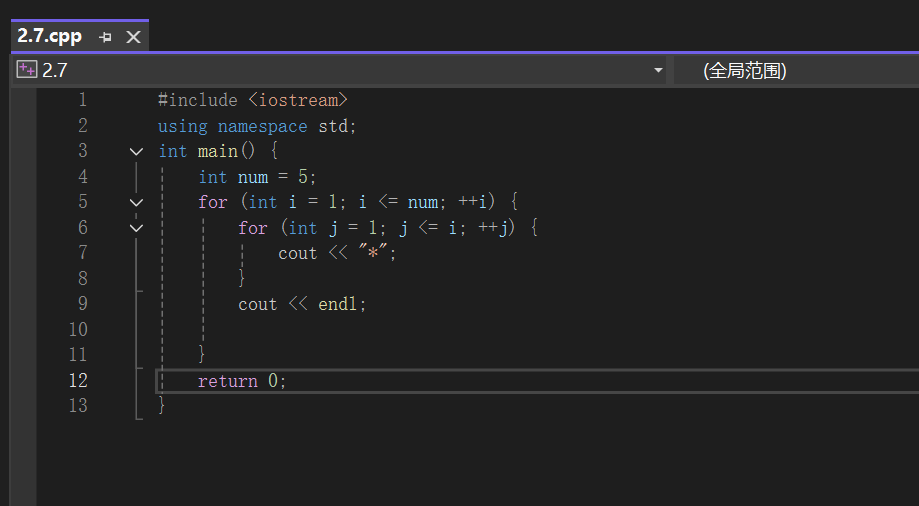 2.7.cpp
2.7 (全局范围)
1 #include <iostream>
2 using namespace std;
3 int main() {
4 int num = 5;
5 for (int i = 1; i <= num; ++i) {
6 for (int j = 1; j <= i; ++j) {
7 cout << "*";
8 }
9 cout << endl;
10
11 }
12 return 0;
13 }